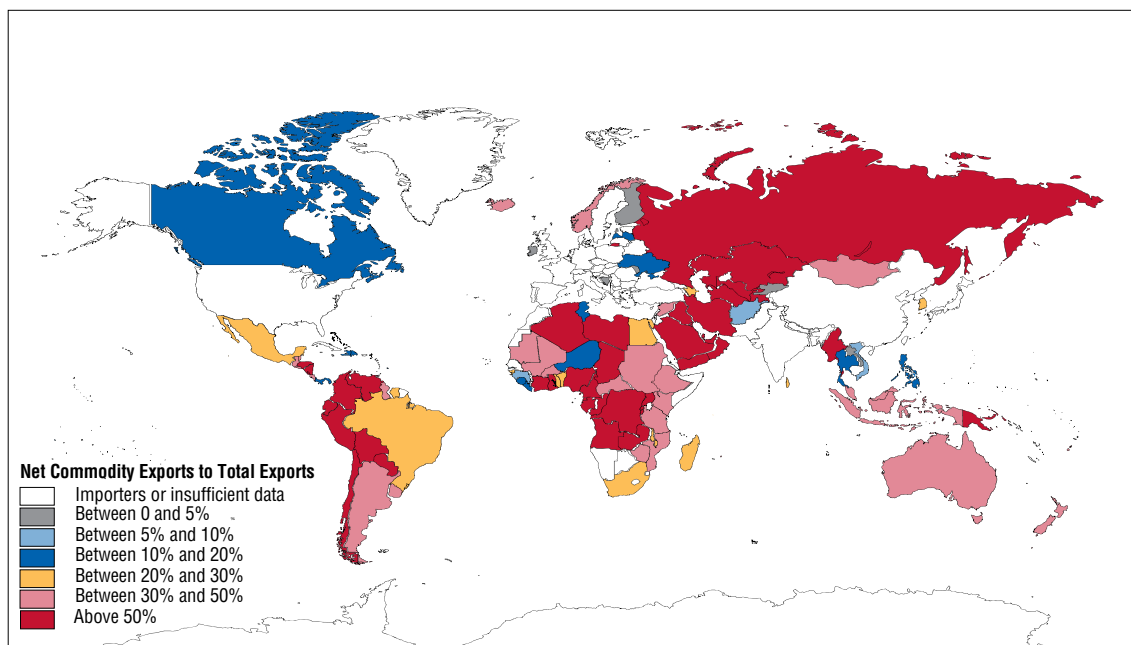 Net Commodity Exports to Total Exports
Importers or insufficient data
Between 0 and 5%
Between 5% and 10%
Between 10% and 20%
Between 20% and 30%
Between 30% and 50%
Above 50%